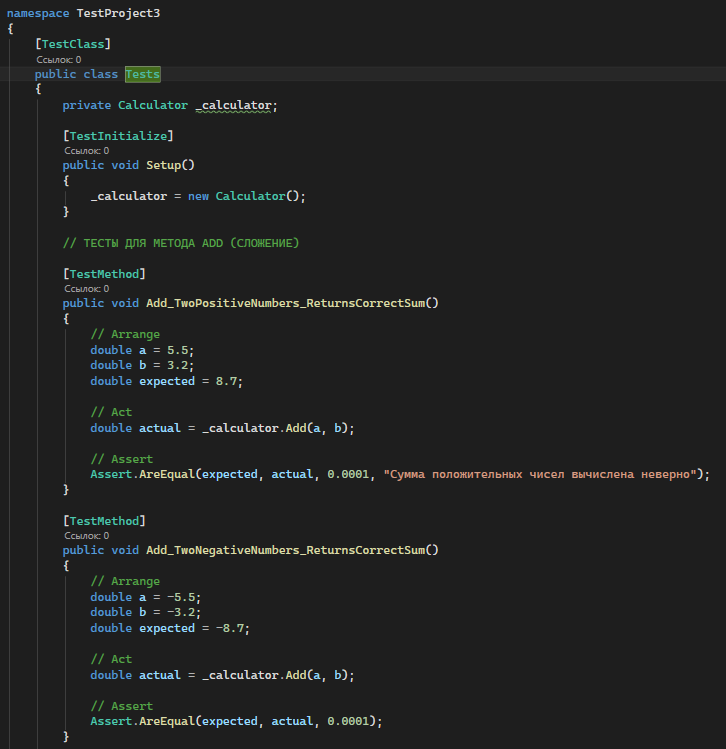 namespace TestProject3
{
[TestClass]
Ссылок: 0
public class Tests
{
private Calculator _calculator;
[TestInitialize]
Ссылок: 0
public void Setup()
{
_calculator = new Calculator();
}
// ТЕСТЫ ДЛЯ МЕТОДА ADD (СЛОЖЕНИЕ)
[TestMethod]
Ссылок: 0
public void Add_TwoPositiveNumbers_ReturnsCorrectSum()
{
// Arrange
double a = 5.5;
double b = 3.2;
double expected = 8.7;
// Act
double actual = _calculator.Add(a, b);
// Assert
Assert.AreEqual(expected, actual, 0.0001, "Сумма положительных чисел вычислена неверно");
}
[TestMethod]
Ссылок: 0
public void Add_TwoNegativeNumbers_ReturnsCorrectSum()
{
// Arrange
double a = -5.5;
double b = -3.2;
double expected = -8.7;
// Act
double actual = _calculator.Add(a, b);
// Assert
Assert.AreEqual(expected, actual, 0.0001);
}